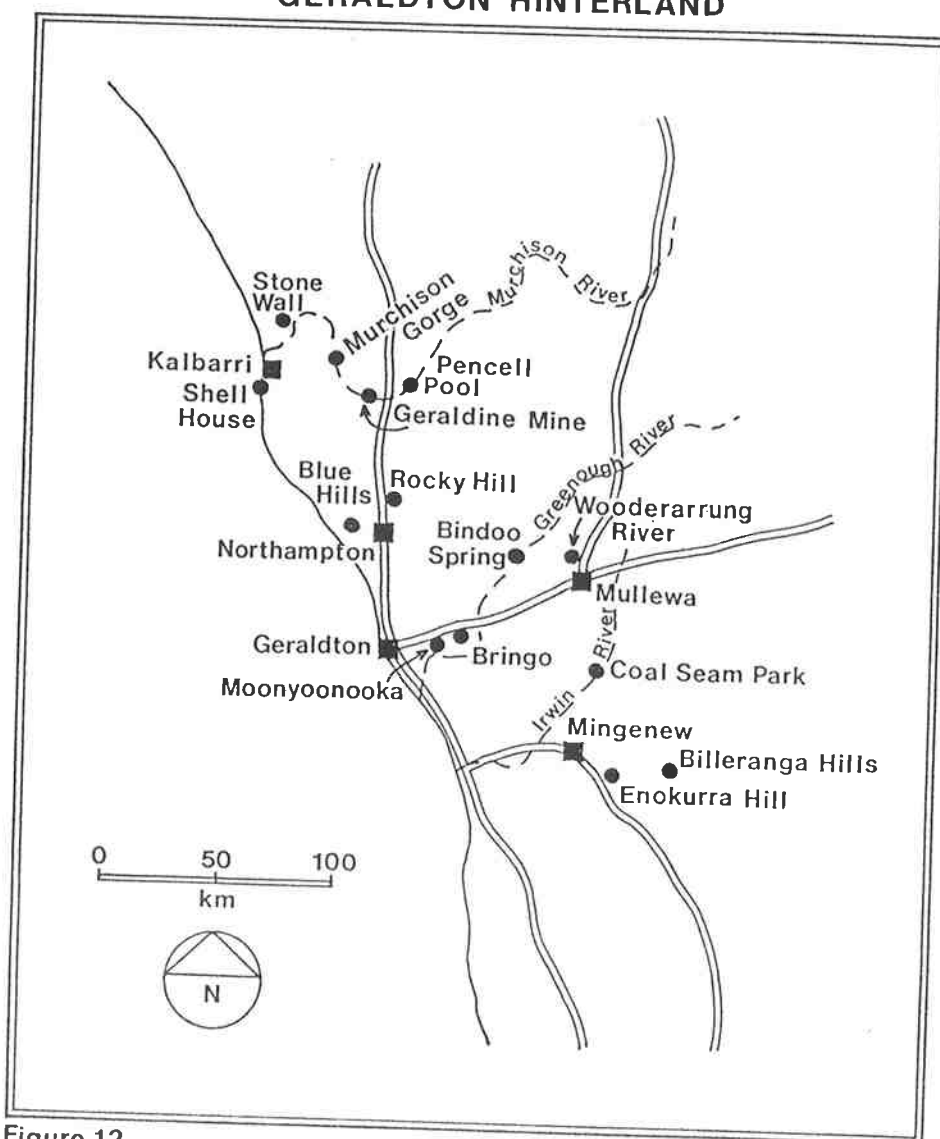 GERALDTON HINTERLAND
Stone
Wall
Murchison
Gorge
Murchison River
Kalbarri
Shell
House
Pencell
Pool
Geraldine Mine
Greenough River
Blue
Hills
Rocky Hill
Wooderarrung
River
Bindoo
Spring
Northampton
Mullewa
Geraldton
Bringo
Moonyoonooka
Irwin River
Coal Seam Park
Mingenew
Billeranga Hills
Enokurra Hill
0 50 100
km
N
Figure 12